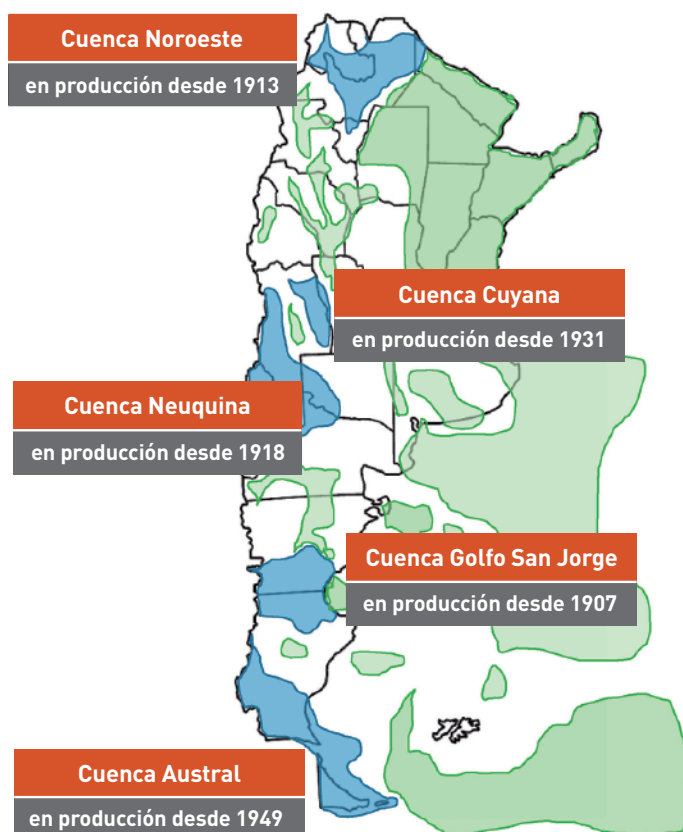 Cuenca Noroeste
en producción desde 1913
Cuenca Cuyana
en producción desde 1931
Cuenca Neuquina
en producción desde 1918
Cuenca Golfo San Jorge
en producción desde 1907
Cuenca Austral
en producción desde 1949